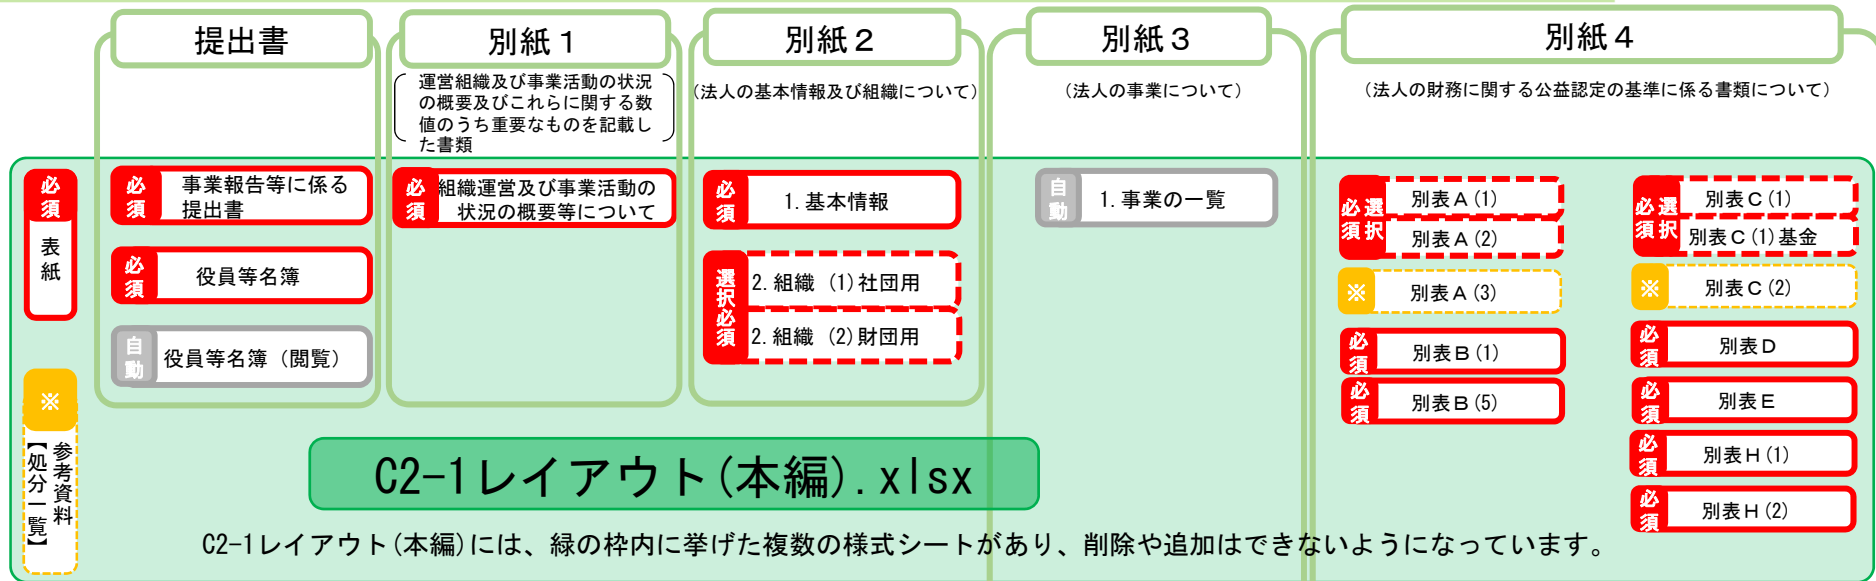 提出書
別紙１
別紙２
別紙３
別紙４
運営組織及び事業活動の状況
の概要及びこれらに関する数
値のうち重要なものを記載し
た書類
(法人の基本情報及び組織について)
(法人の事業について)
(法人の財務に関する公益認定の基準に係る書類について)
必須
表紙
※
参考資料
【処分一覧】
必須
事業報告等に係る
提出書
必須
役員等名簿
自動
役員等名簿（閲覧）
必須
組織運営及び事業活動の
状況の概要等について
必須
1.基本情報
選択必須
2.組織 (1)社団用
2.組織 (2)財団用
自動
1.事業の一覧
選択
必須
別表Ａ(1)
別表Ａ(2)
※
別表Ａ(3)
必須
別表Ｂ(1)
必須
別表Ｂ(5)
選択
必須
別表Ｃ(1)
別表Ｃ(1)基金
※
別表Ｃ(2)
必須
別表Ｄ
必須
別表Ｅ
必須
別表Ｈ(1)
必須
別表Ｈ(2)
C2-1レイアウト(本編).xlsx
C2-1レイアウト(本編)には、緑の枠内に挙げた複数の様式シートがあり、削除や追加はできないようになっています。